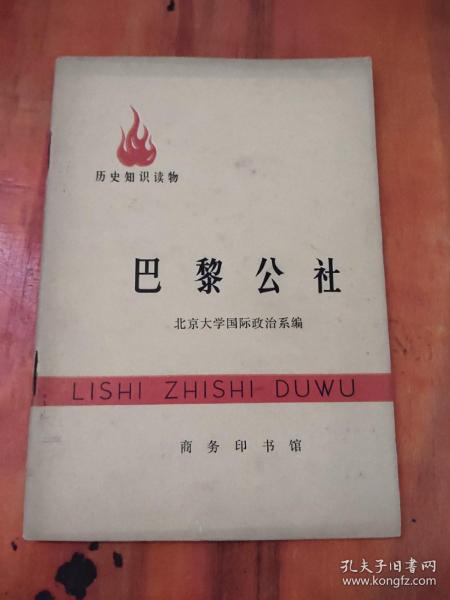 历史知识读物
巴黎公社
北京大学国际政治系编
LISHI ZHISHI DUWU
商务印书馆
孔夫子旧书网
www.kongfz.com